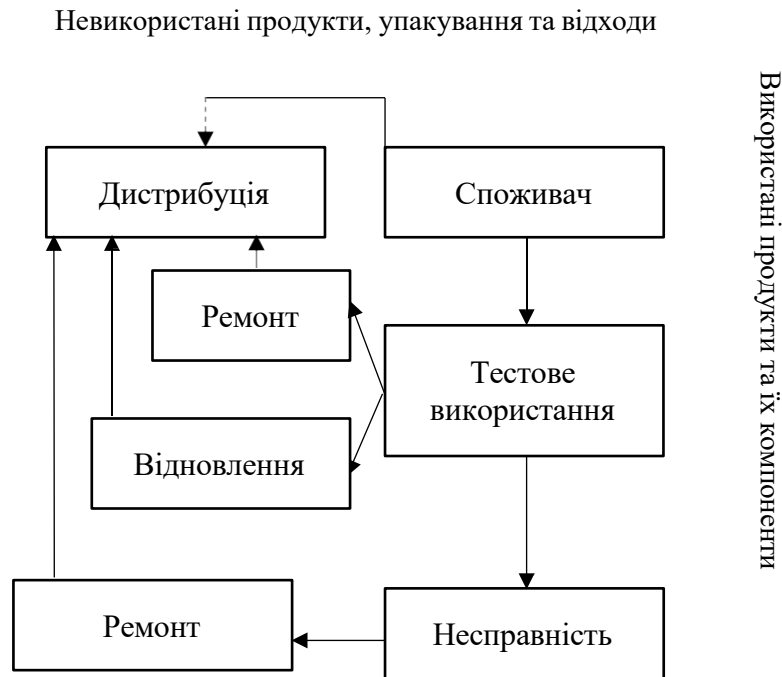 Невикористані продукти, упакування та відходи
Використані продукти та їх компоненти
Дистрибуція
Споживач
Ремонт
Тестове
використання
Відновлення
Ремонт
Несправність